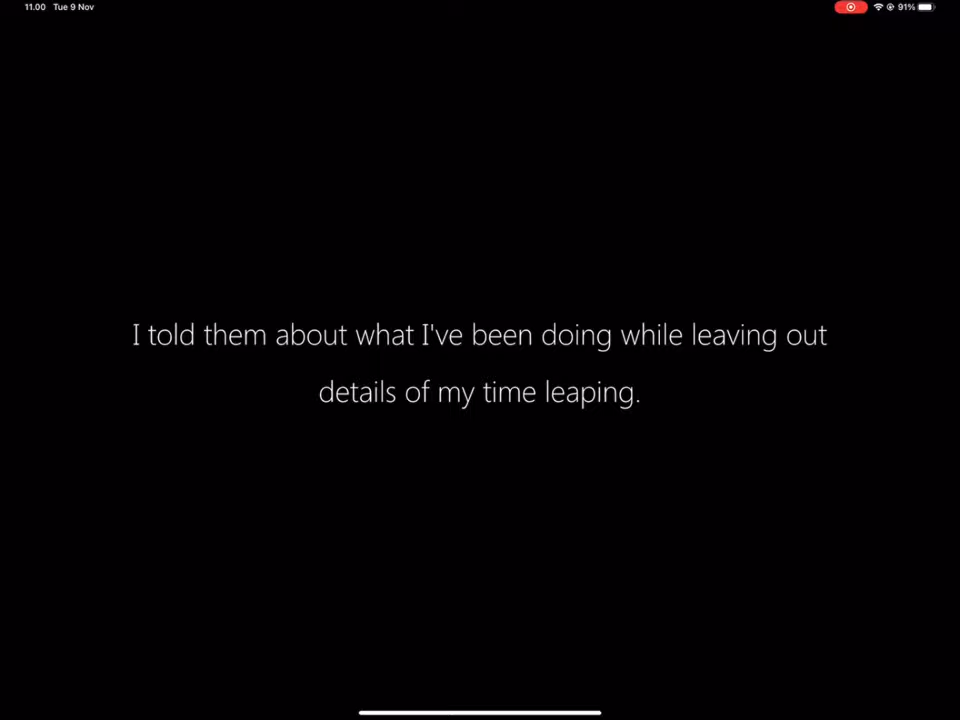 11.00 Tue 9 Nov 91%
I told them about what I've been doing while leaving out
details of my time leaping.